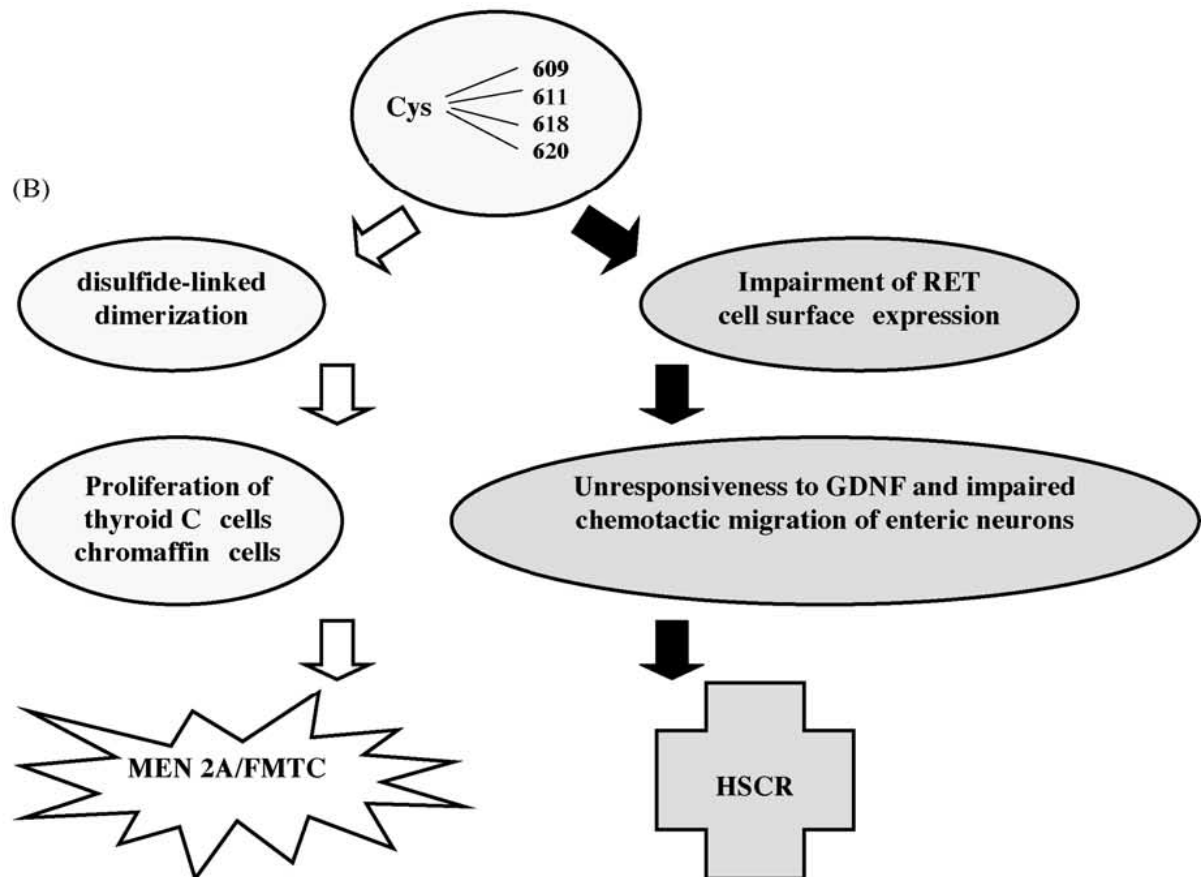 Cys
609
611
618
620
(B)
disulfide-linked
dimerization
Impairment of RET
cell surface expression
Proliferation of
thyroid C cells
chromaffin cells
Unresponsiveness to GDNF and impaired
chemotactic migration of enteric neurons
MEN 2A/FMTC
HSCR